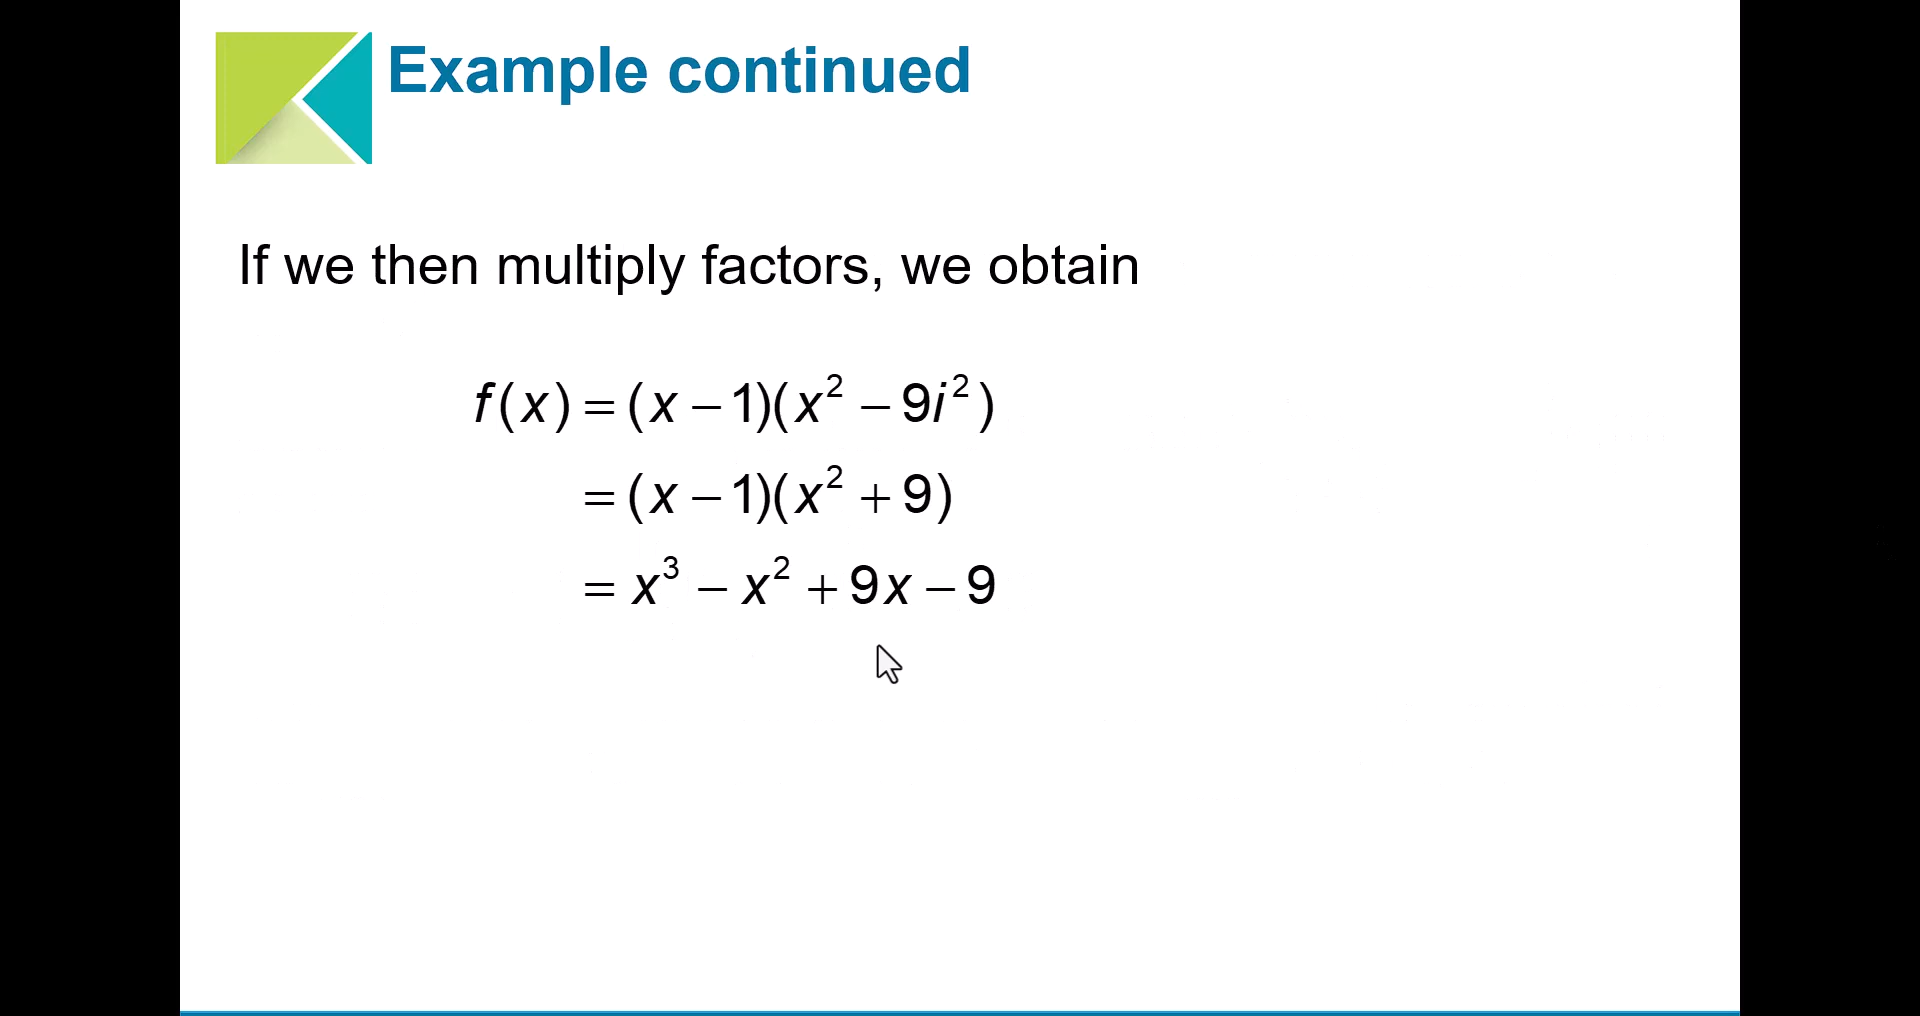 Example continued
If we then multiply factors, we obtain
f(x) = (x − 1)(x² − 9i²)
= (x − 1)(x² + 9)
= x³ − x² + 9x − 9